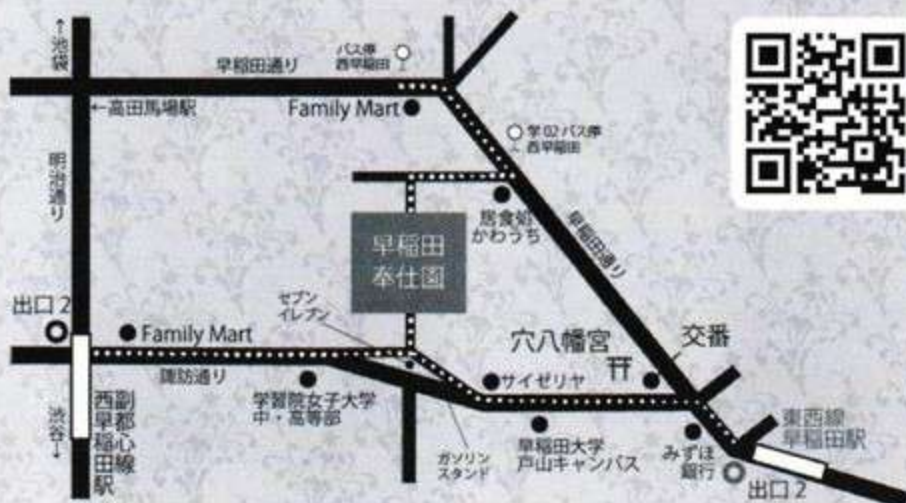 ↑池袋
早稲田通り
バス停
西早稲田
←高田馬場駅
Family Mart
学02バス停
西早稲田
明治通り
居食処
かわうち
早稲田通り
早稲田
奉仕園
出口2
セブン
イレブン
Family Mart
諏訪通り
穴八幡宮
交番
サイゼリヤ
渋谷↓
副都心線
西早稲田駅
学習院女子大学
中・高等部
ガソリン
スタンド
早稲田大学
戸山キャンパス
みずほ
銀行
東西線
早稲田駅
出口2